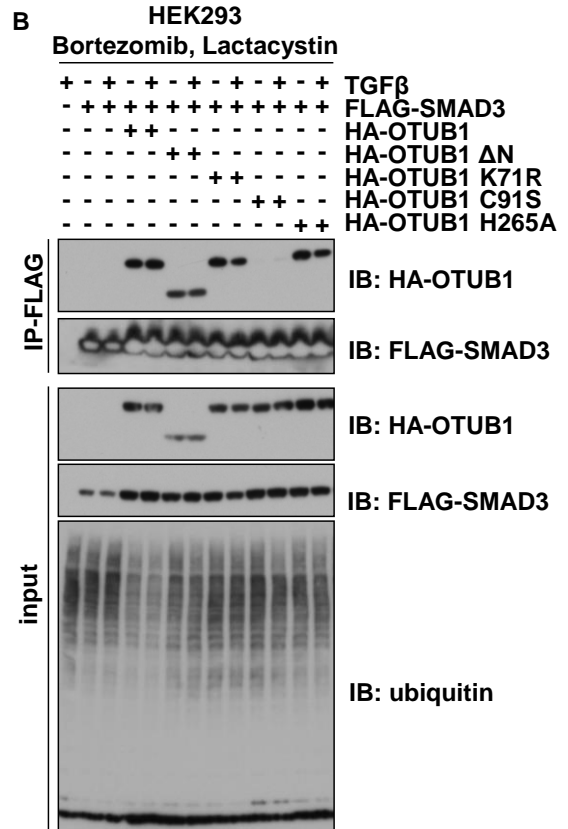 B
HEK293
Bortezomib, Lactacystin
+ - + - + - + - + - + - + TGFβ
- + + + + + + + + + + + + FLAG-SMAD3
- - - + + - - - - - - - - HA-OTUB1
- - - - - + + - - - - - - HA-OTUB1 ΔN
- - - - - - - + + - - - - HA-OTUB1 K71R
- - - - - - - - - + + - - HA-OTUB1 C91S
- - - - - - - - - - - + + HA-OTUB1 H265A
IP-FLAG
IB: HA-OTUB1
IB: FLAG-SMAD3
input
IB: HA-OTUB1
IB: FLAG-SMAD3
IB: ubiquitin